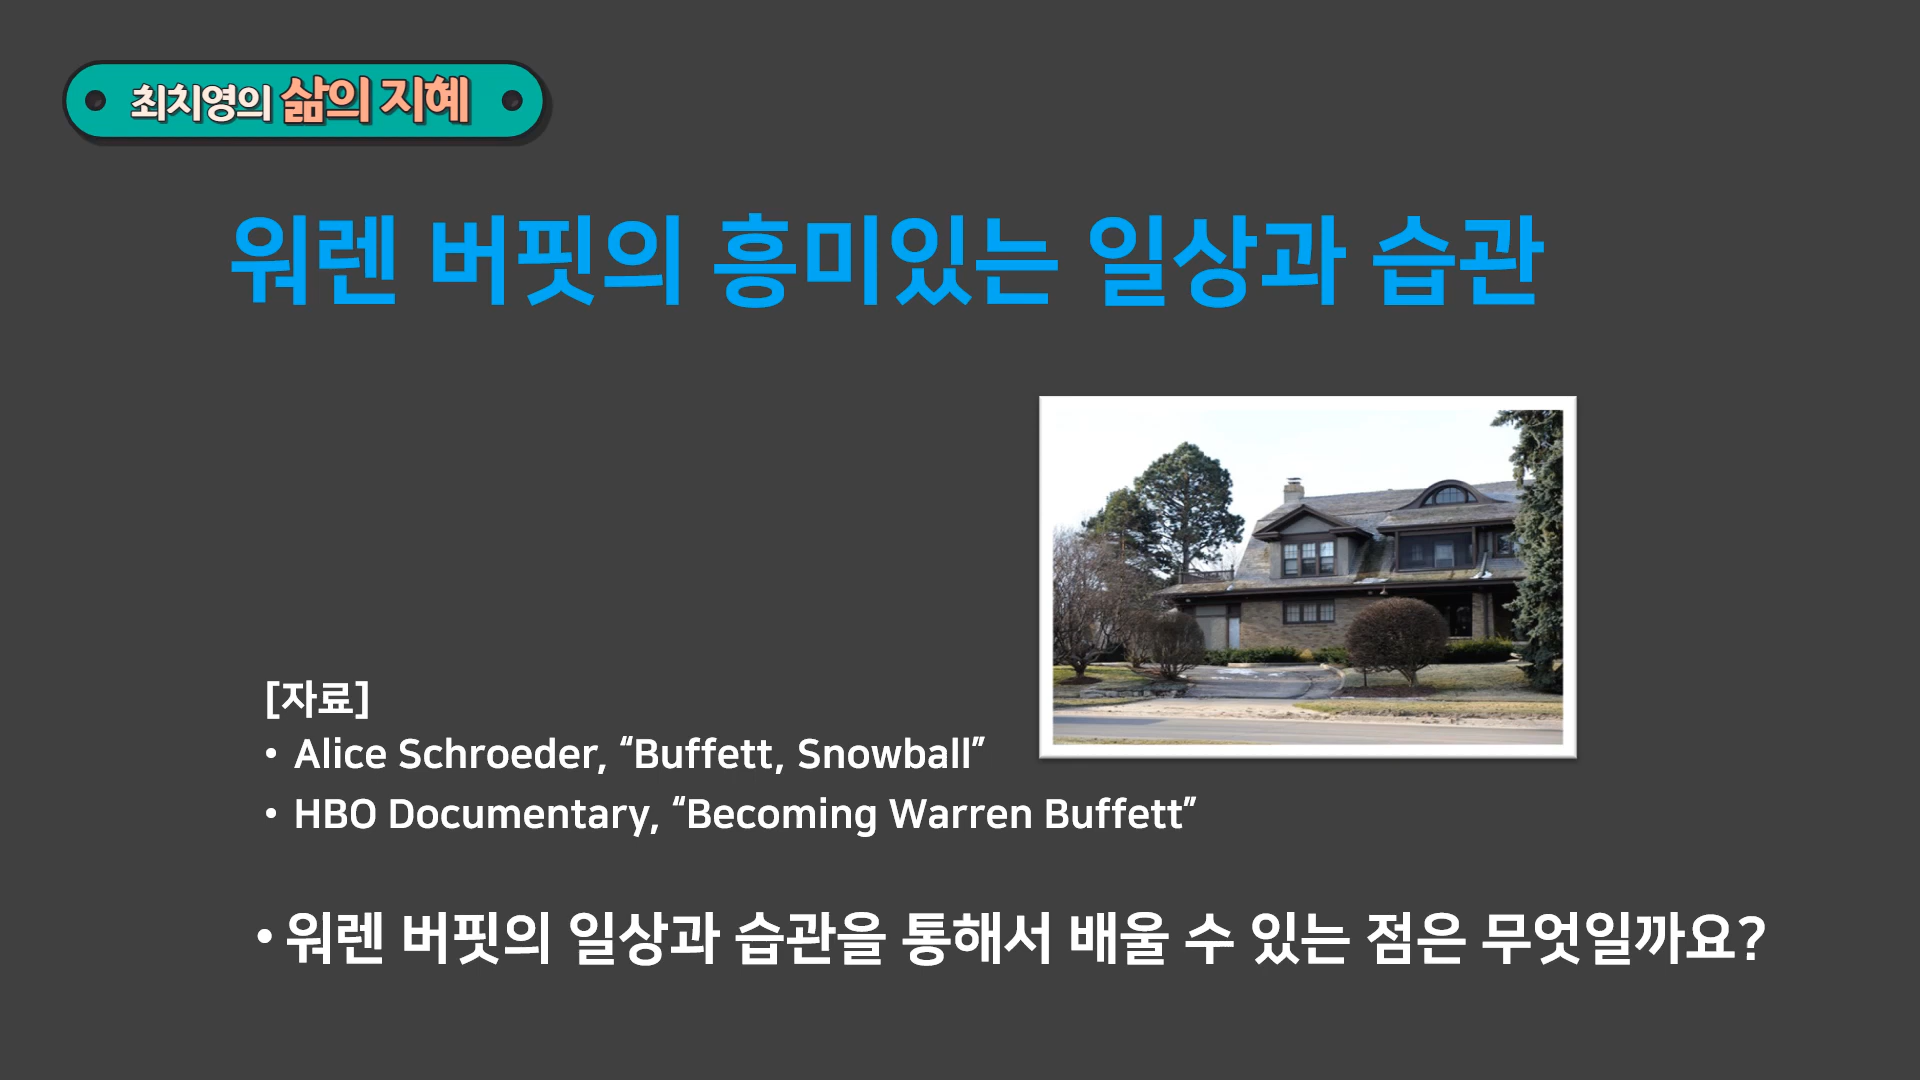 최치영의 삶의 지혜
워렌 버핏의 흥미있는 일상과 습관
[자료]
• Alice Schroeder, “Buffett, Snowball”
• HBO Documentary, “Becoming Warren Buffett”
• 워렌 버핏의 일상과 습관을 통해서 배울 수 있는 점은 무엇일까요?